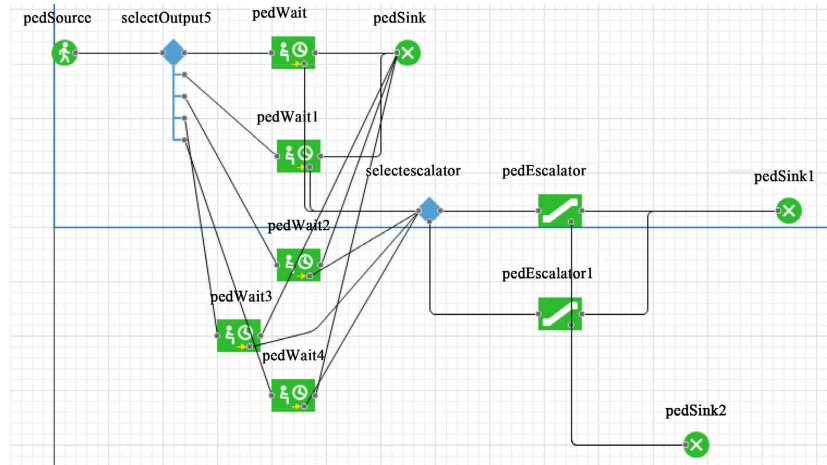 pedSource
selectOutput5
pedWait
pedSink
pedWait1
selectescalator
pedEscalator
pedSink1
pedWait2
pedEscalator1
pedWait3
pedWait4
pedSink2